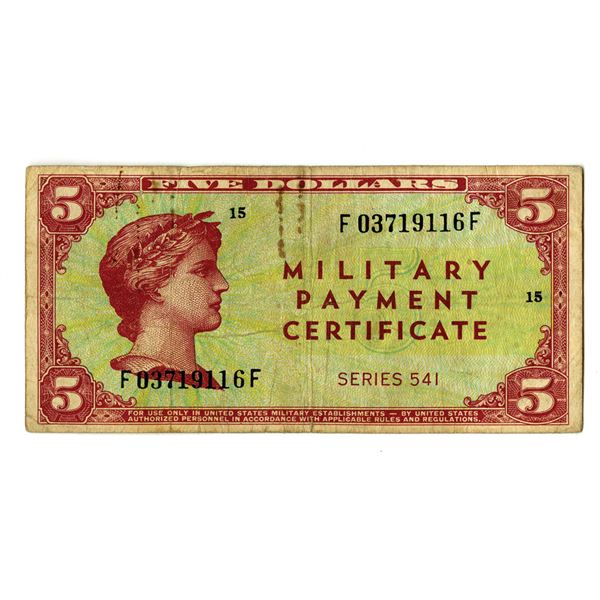 5 FIVE DOLLARS 5
15 F 03719116 F
MILITARY
PAYMENT 15
CERTIFICATE
F 03719116 F SERIES 541
5 5
FOR USE ONLY IN UNITED STATES MILITARY ESTABLISHMENTS — BY UNITED STATES
AUTHORIZED PERSONNEL IN ACCORDANCE WITH APPLICABLE RULES AND REGULATIONS.